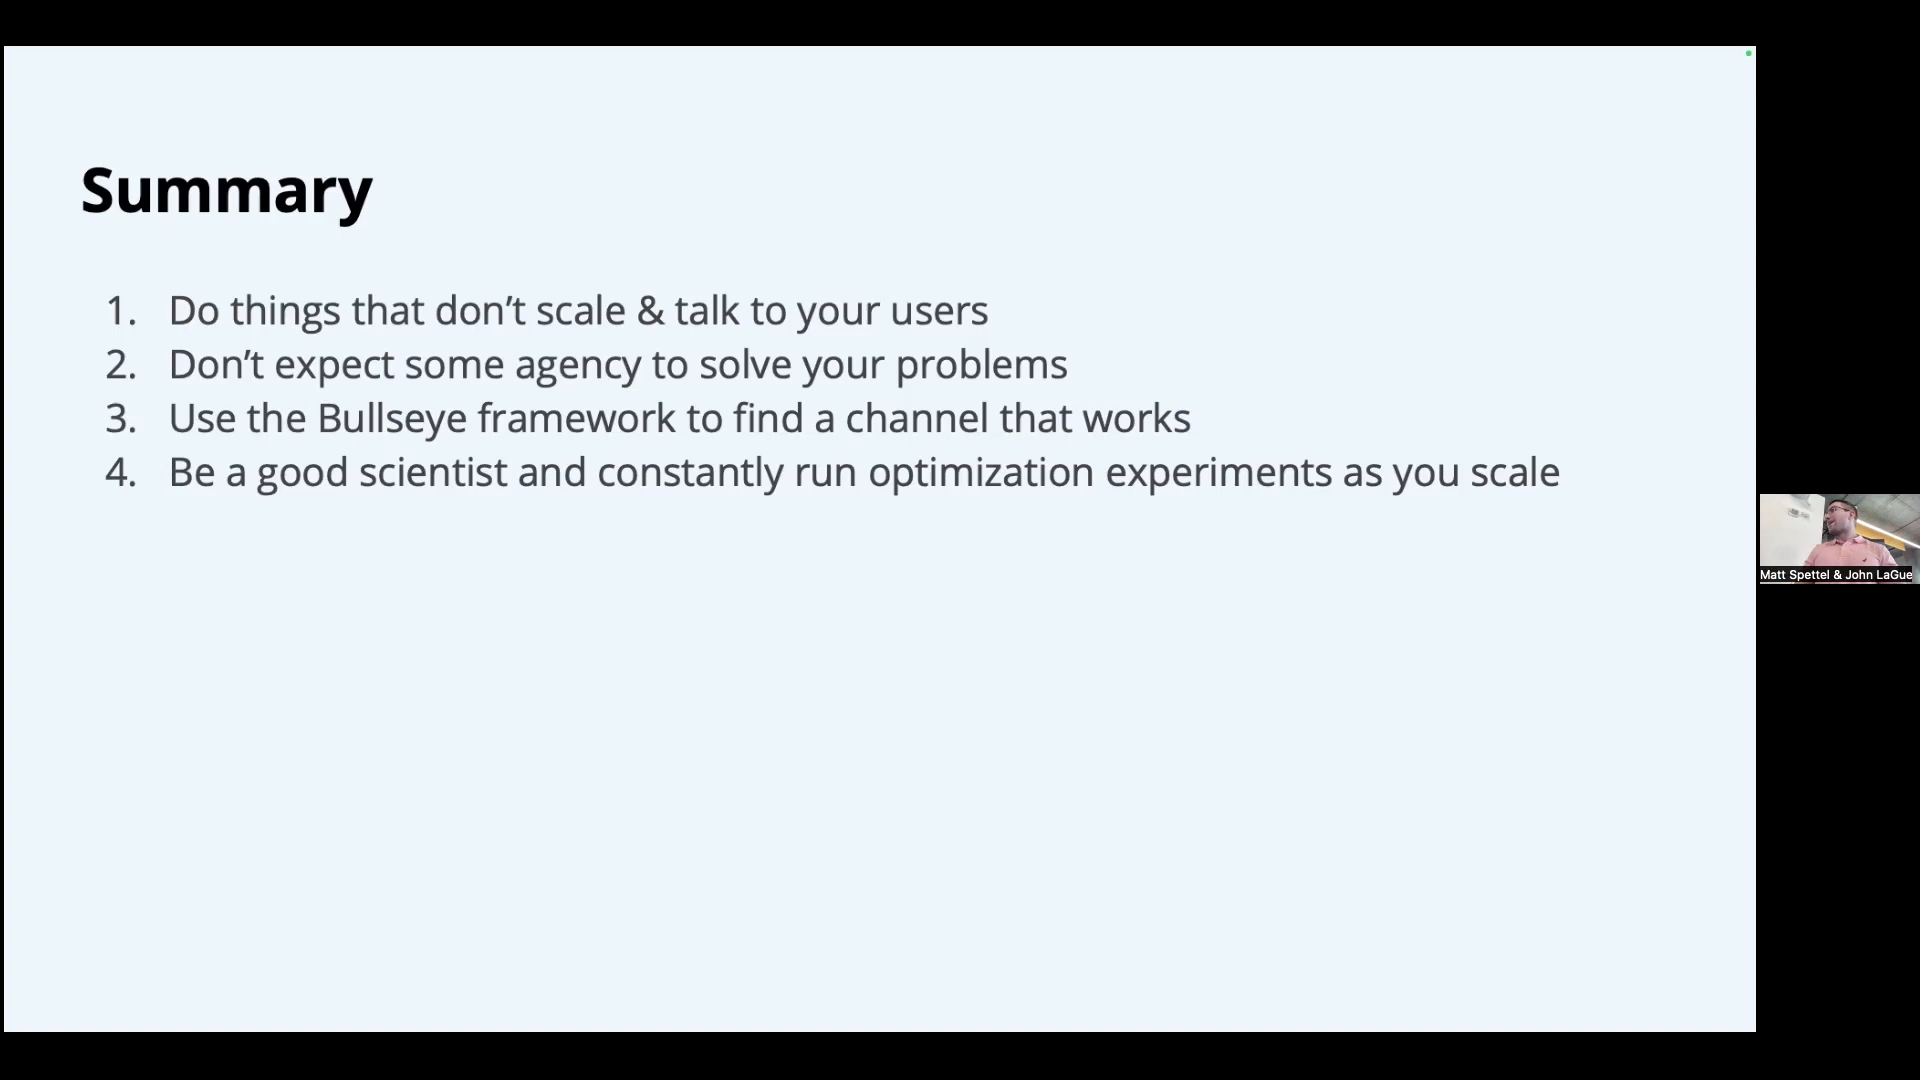 Summary
1. Do things that don’t scale & talk to your users
2. Don’t expect some agency to solve your problems
3. Use the Bullseye framework to find a channel that works
4. Be a good scientist and constantly run optimization experiments as you scale
Matt Spettel & John LaGue